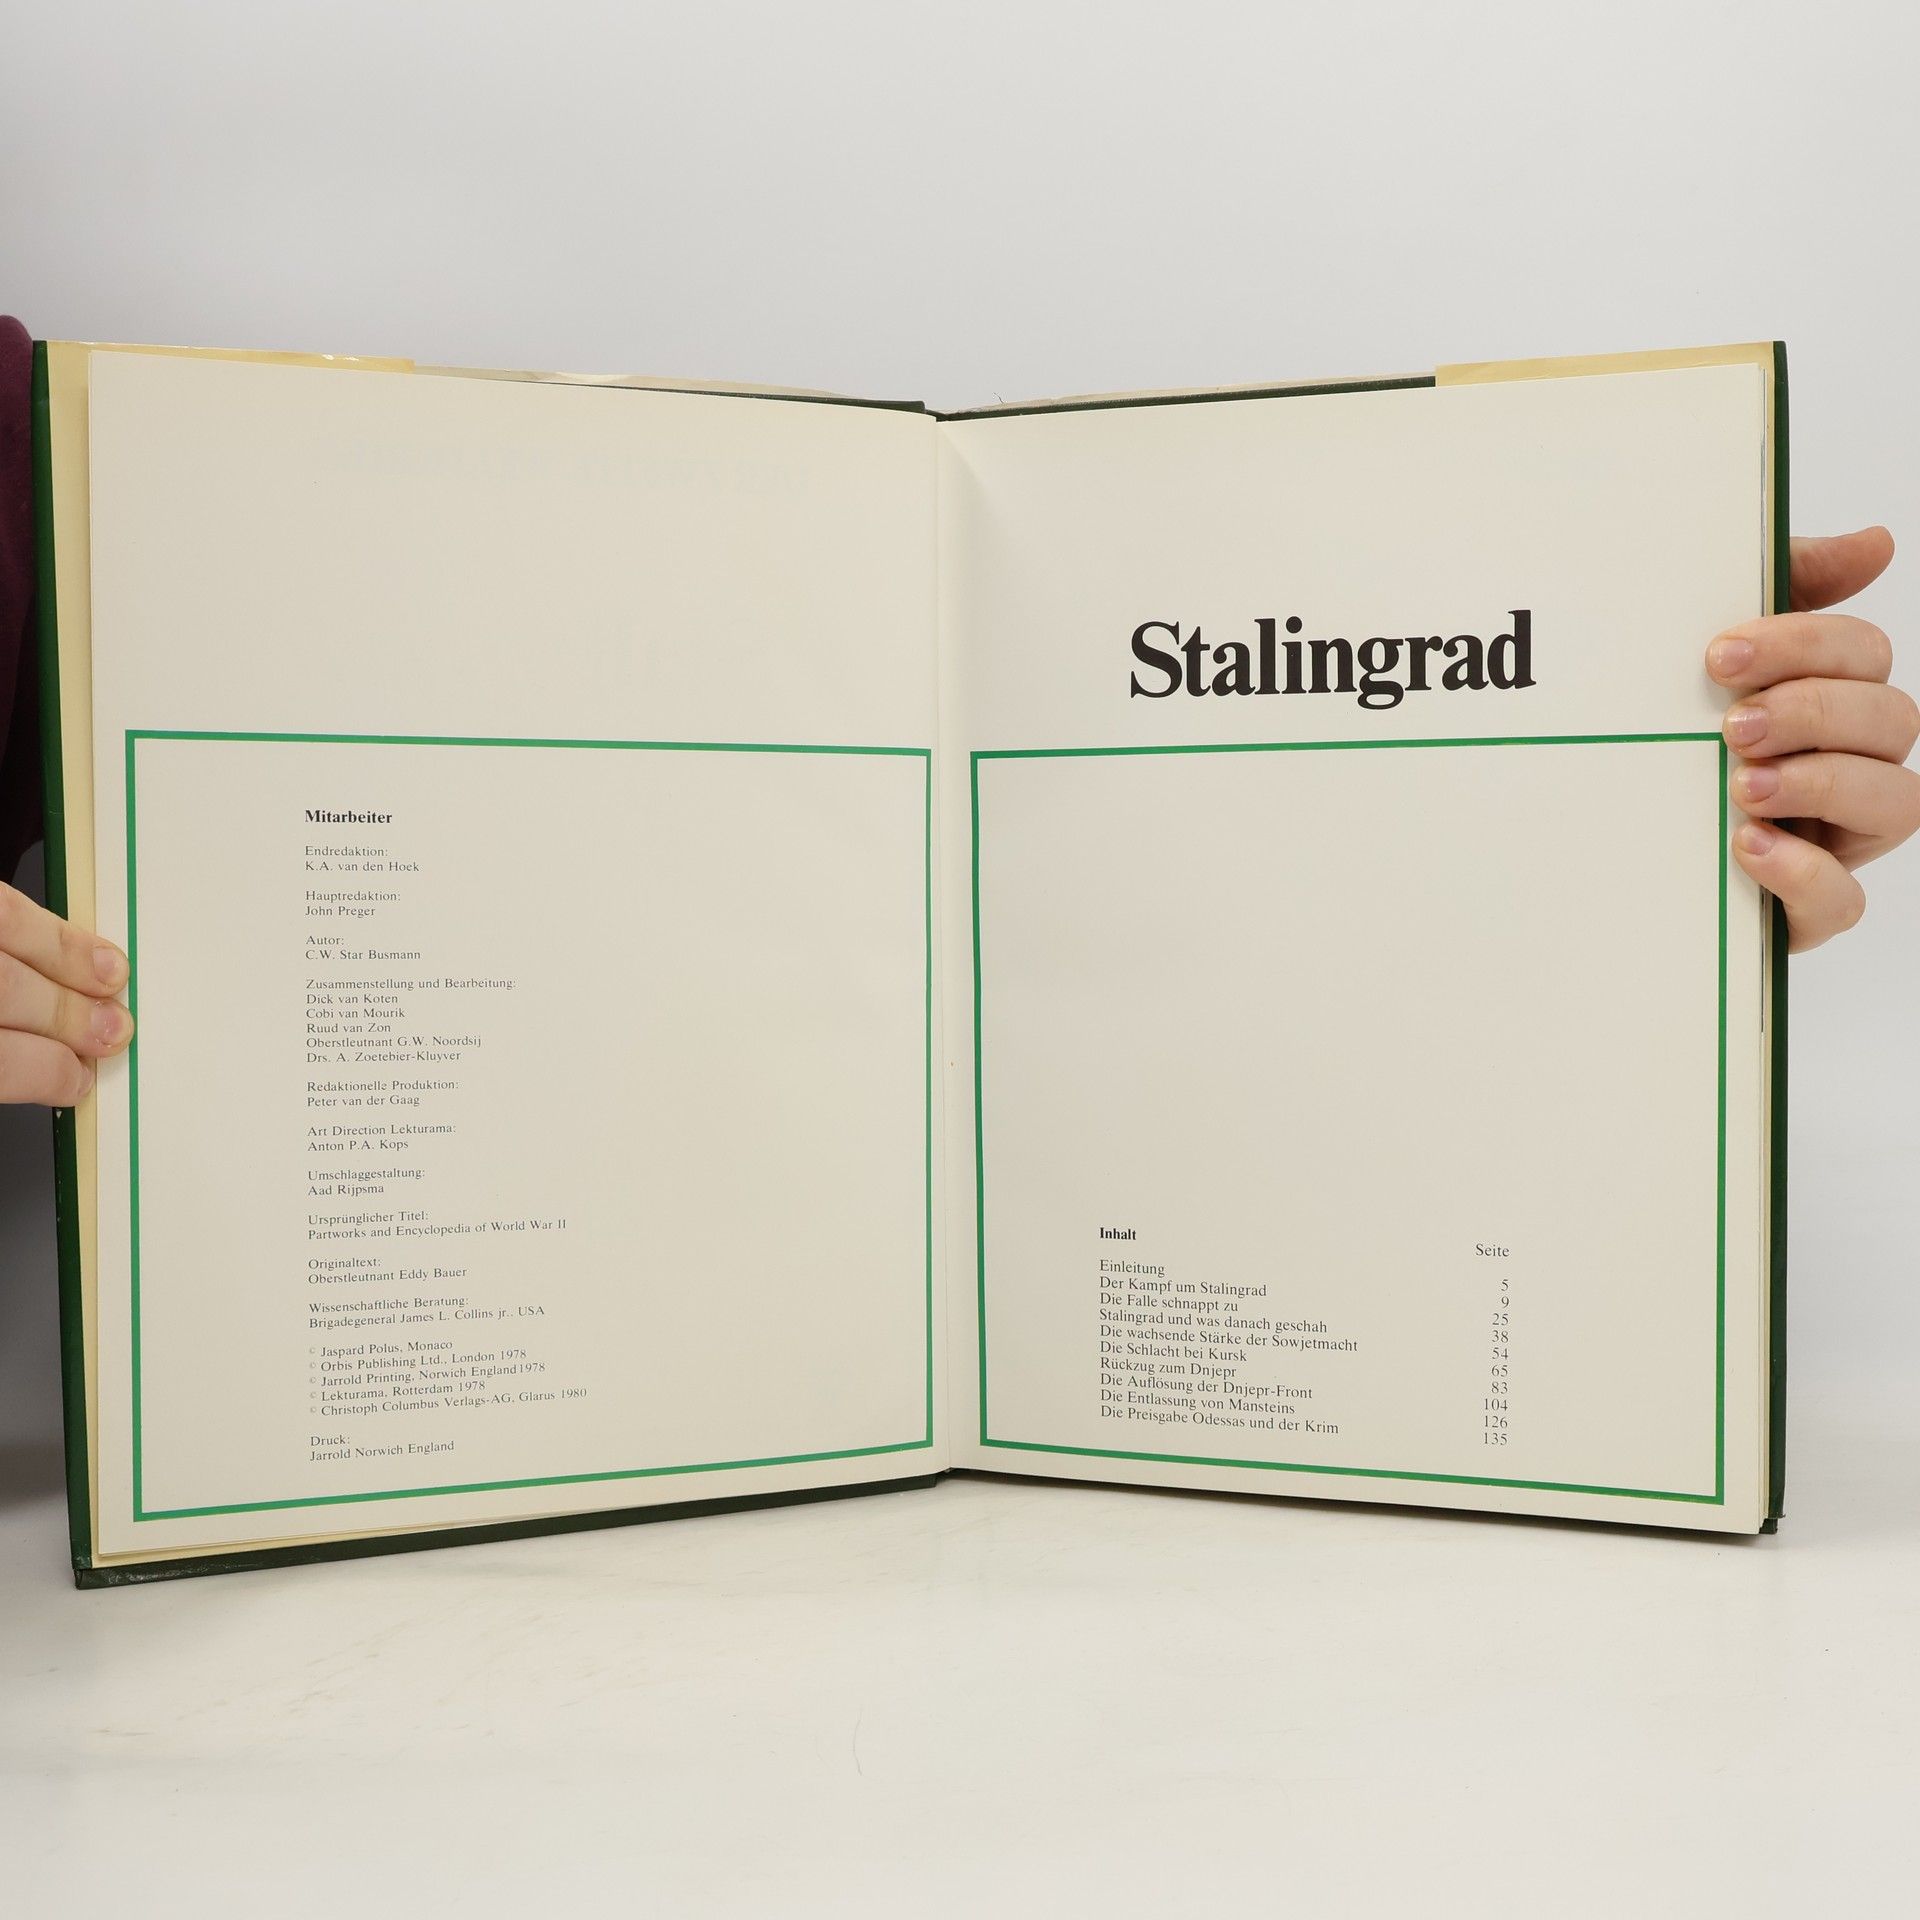 Mitarbeiter
Endredaktion:
K.A. van den Hoek
Hauptredaktion:
John Preger
Autor:
C.W. Star Busmann
Zusammenstellung und Bearbeitung:
Dick van Koten
Cobi van Mourik
Ruud van Zon
Oberstleutnant G.W. Noordsij
Drs. A. Zoetebier-Kluyver
Redaktionelle Produktion:
Peter van der Gaag
Art Direction Lekturama:
Anton P.A. Kops
Umschlaggestaltung:
Aad Rijpsma
Ursprünglicher Titel:
Partworks and Encyclopedia of World War II
Originaltext:
Oberstleutnant Eddy Bauer
Wissenschaftliche Beratung:
Brigadegeneral James L. Collins jr., USA
© Jaspard Polus, Monaco
© Orbis Publishing Ltd., London 1978
© Jarrold Printing, Norwich England 1978
© Lekturama, Rotterdam 1978
© Christoph Columbus Verlags-AG, Glarus 1980
Druck:
Jarrold Norwich England
Stalingrad
Inhalt
Seite
Einleitung 5
Der Kampf um Stalingrad 9
Die Falle schnappt zu 25
Stalingrad und was danach geschah 38
Die wachsende Stärke der Sowjetmacht 54
Die Schlacht bei Kursk 65
Rückzug zum Dnjepr 83
Die Auflösung der Dnjepr-Front 104
Die Entlassung von Mansteins 126
Die Preisgabe Odessas und der Krim 135